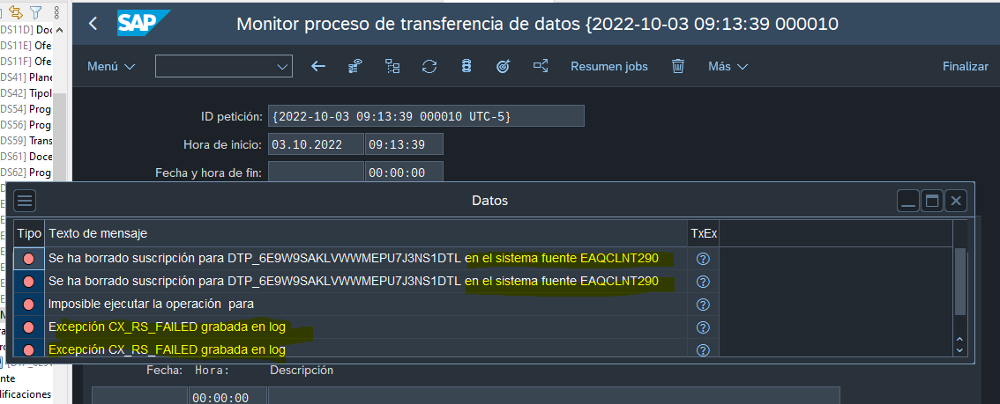 DS11D] Doc
SAP
Monitor proceso de transferencia de datos {2022-10-03 09:13:39 000010
DS11E] Ofe
DS11F] Ofe
Menú
Resumen jobs
Más
Finalizar
DS41] Plane
DS42] Tipol
DS54] Prog
ID petición: {2022-10-03 09:13:39 000010 UTC-5}
DS56] Prog
DS59] Trans
Hora de inicio: 03.10.2022 09:13:39
DS61] Doce
DS62] Prog
Fecha y hora de fin: 00:00:00
Datos
Tipo Texto de mensaje TxEx
Se ha borrado suscripción para DTP_6E9W9SAKLVWWMEPU7J3NS1DTL en el sistema fuente EAQCLNT290
Se ha borrado suscripción para DTP_6E9W9SAKLVWWMEPU7J3NS1DTL en el sistema fuente EAQCLNT290
Imposible ejecutar la operación para
Excepción CX_RS_FAILED grabada en log
Excepción CX_RS_FAILED grabada en log
Fecha: Hora: Descripción
nte
lificaciones
00:00:00